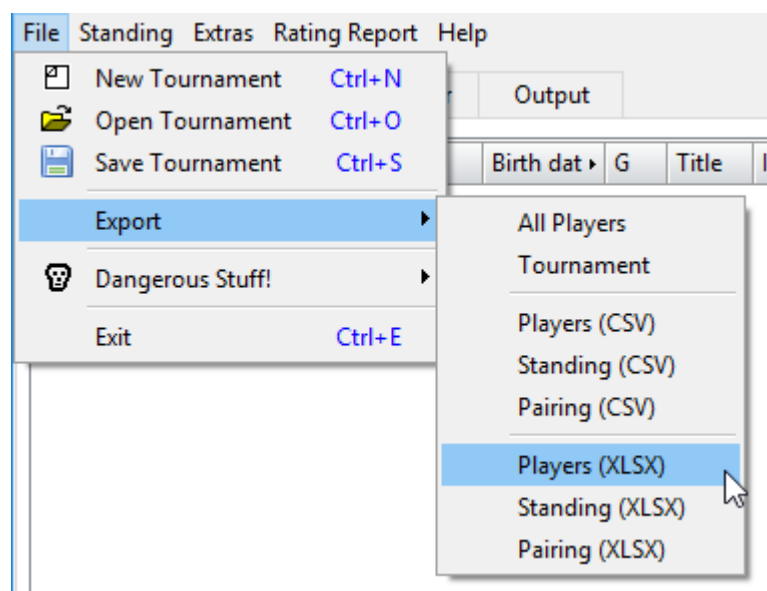 File Standing Extras Rating Report Help
New Tournament Ctrl+N
Output
Open Tournament Ctrl+O
Save Tournament Ctrl+S
Birth dat G Title
Export
All Players
Tournament
Dangerous Stuff!
Players (CSV)
Exit Ctrl+E
Standing (CSV)
Pairing (CSV)
Players (XLSX)
Standing (XLSX)
Pairing (XLSX)